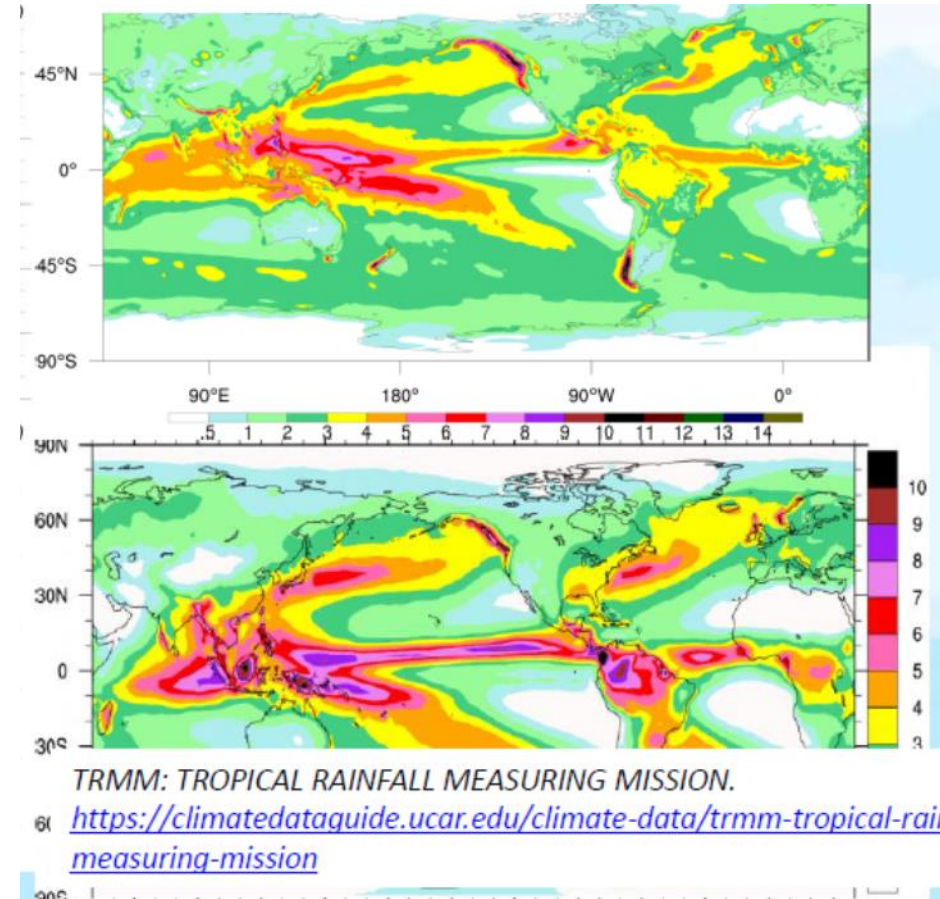 45°N
0°
45°S
90°S
90°E 180° 90°W 0°
.5 1 2 3 4 5 6 7 8 9 10 11 12 13 14
90N
60N
30N
0
30S
10
9
8
7
6
5
4
3
TRMM: TROPICAL RAINFALL MEASURING MISSION.
https://climatedataguide.ucar.edu/climate-data/trmm-tropical-rain
measuring-mission
90S